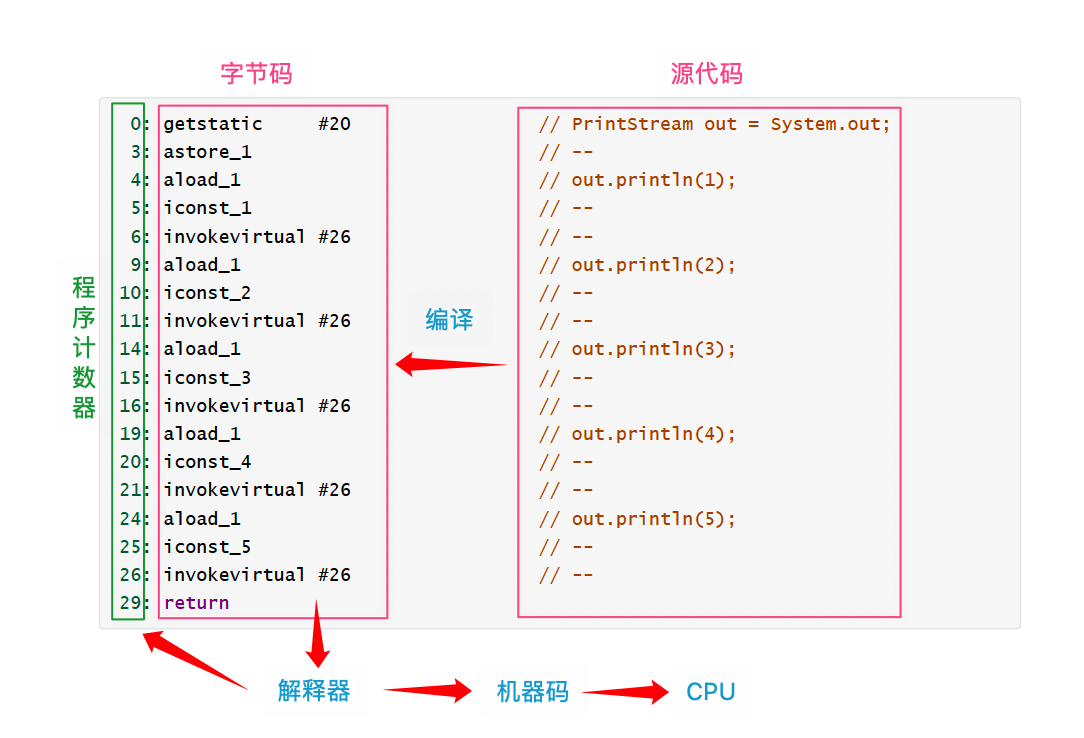 字节码 源代码
0: getstatic #20 // PrintStream out = System.out;
3: astore_1 // --
4: aload_1 // out.println(1);
5: iconst_1 // --
6: invokevirtual #26 // --
9: aload_1 // out.println(2);
10: iconst_2 // --
11: invokevirtual #26 // --
14: aload_1 // out.println(3);
15: iconst_3 // --
16: invokevirtual #26 // --
19: aload_1 // out.println(4);
20: iconst_4 // --
21: invokevirtual #26 // --
24: aload_1 // out.println(5);
25: iconst_5 // --
26: invokevirtual #26 // --
29: return
程序计数器
编译
解释器 机器码 CPU